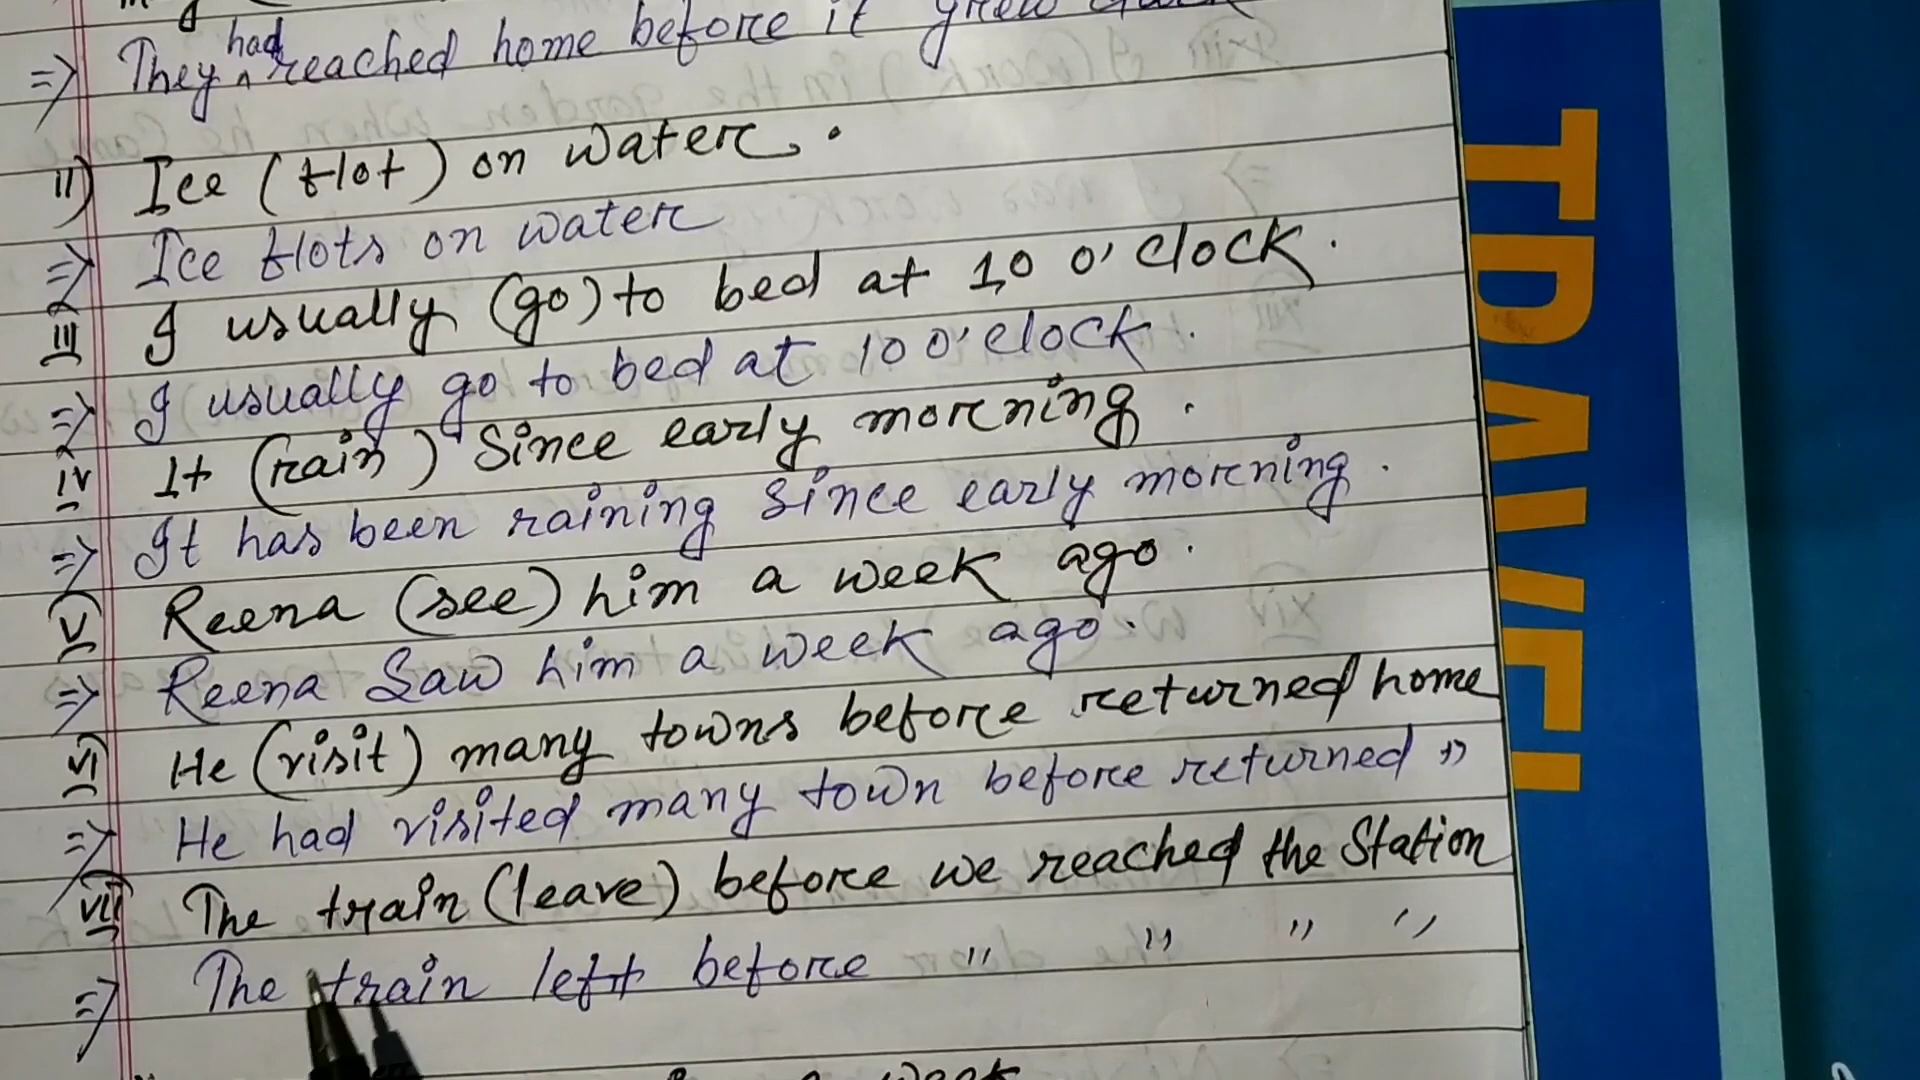 ⇒ They had reached home before it grew dark
ii) Ice (flot) on water.
⇒ Ice flots on water
iii I usually (go) to bed at 10 o'clock.
⇒ I usually go to bed at 10 o'clock.
iv It (rain) Since early morning.
⇒ It has been raining Since early morning.
v Reena (see) him a week ago.
⇒ Reena Saw him a week ago.
vi He (visit) many towns before returned home
⇒ He had visited many town before returned "
vii The train (leave) before we reached the Station
⇒ The train left before " " " "
a week
TRAVEL